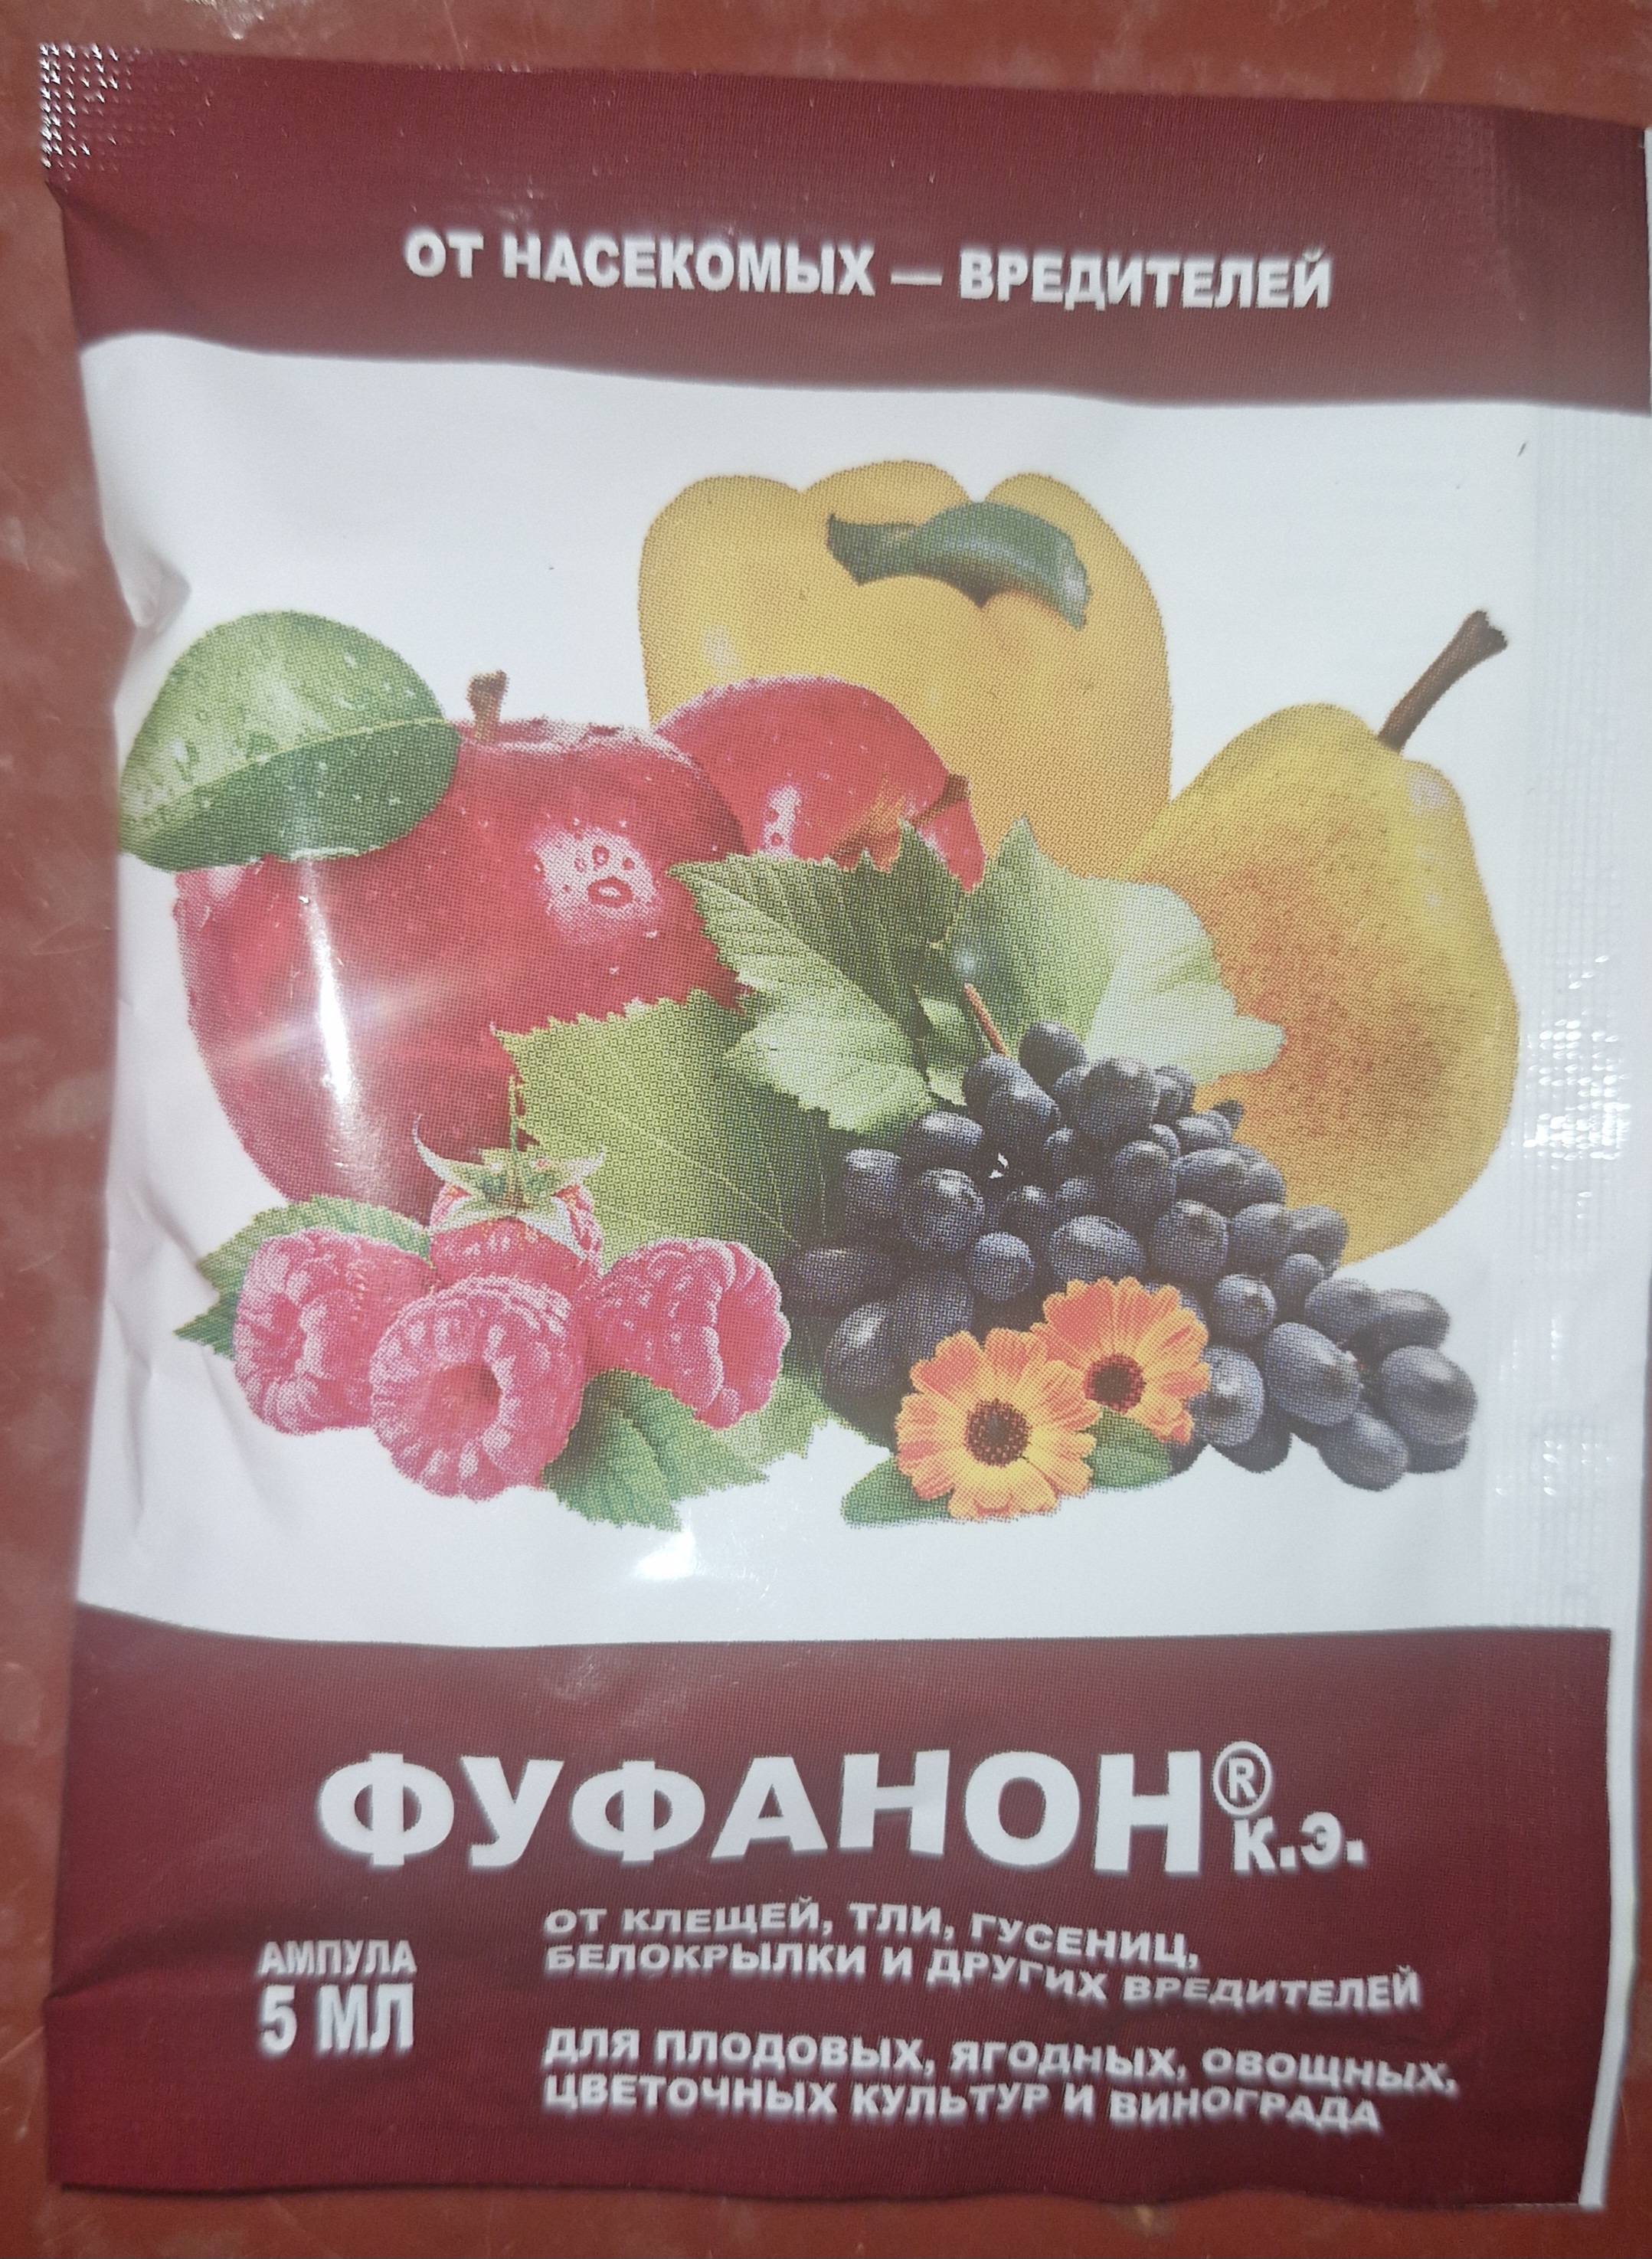 ОТ НАСЕКОМЫХ — ВРЕДИТЕЛЕЙ
ФУФАНОН® К.Э.
АМПУЛА
5 МЛ
ОТ КЛЕЩЕЙ, ТЛИ, ГУСЕНИЦ,
БЕЛОКРЫЛКИ И ДРУГИХ ВРЕДИТЕЛЕЙ
ДЛЯ ПЛОДОВЫХ, ЯГОДНЫХ, ОВОЩНЫХ,
ЦВЕТОЧНЫХ КУЛЬТУР И ВИНОГРАДА